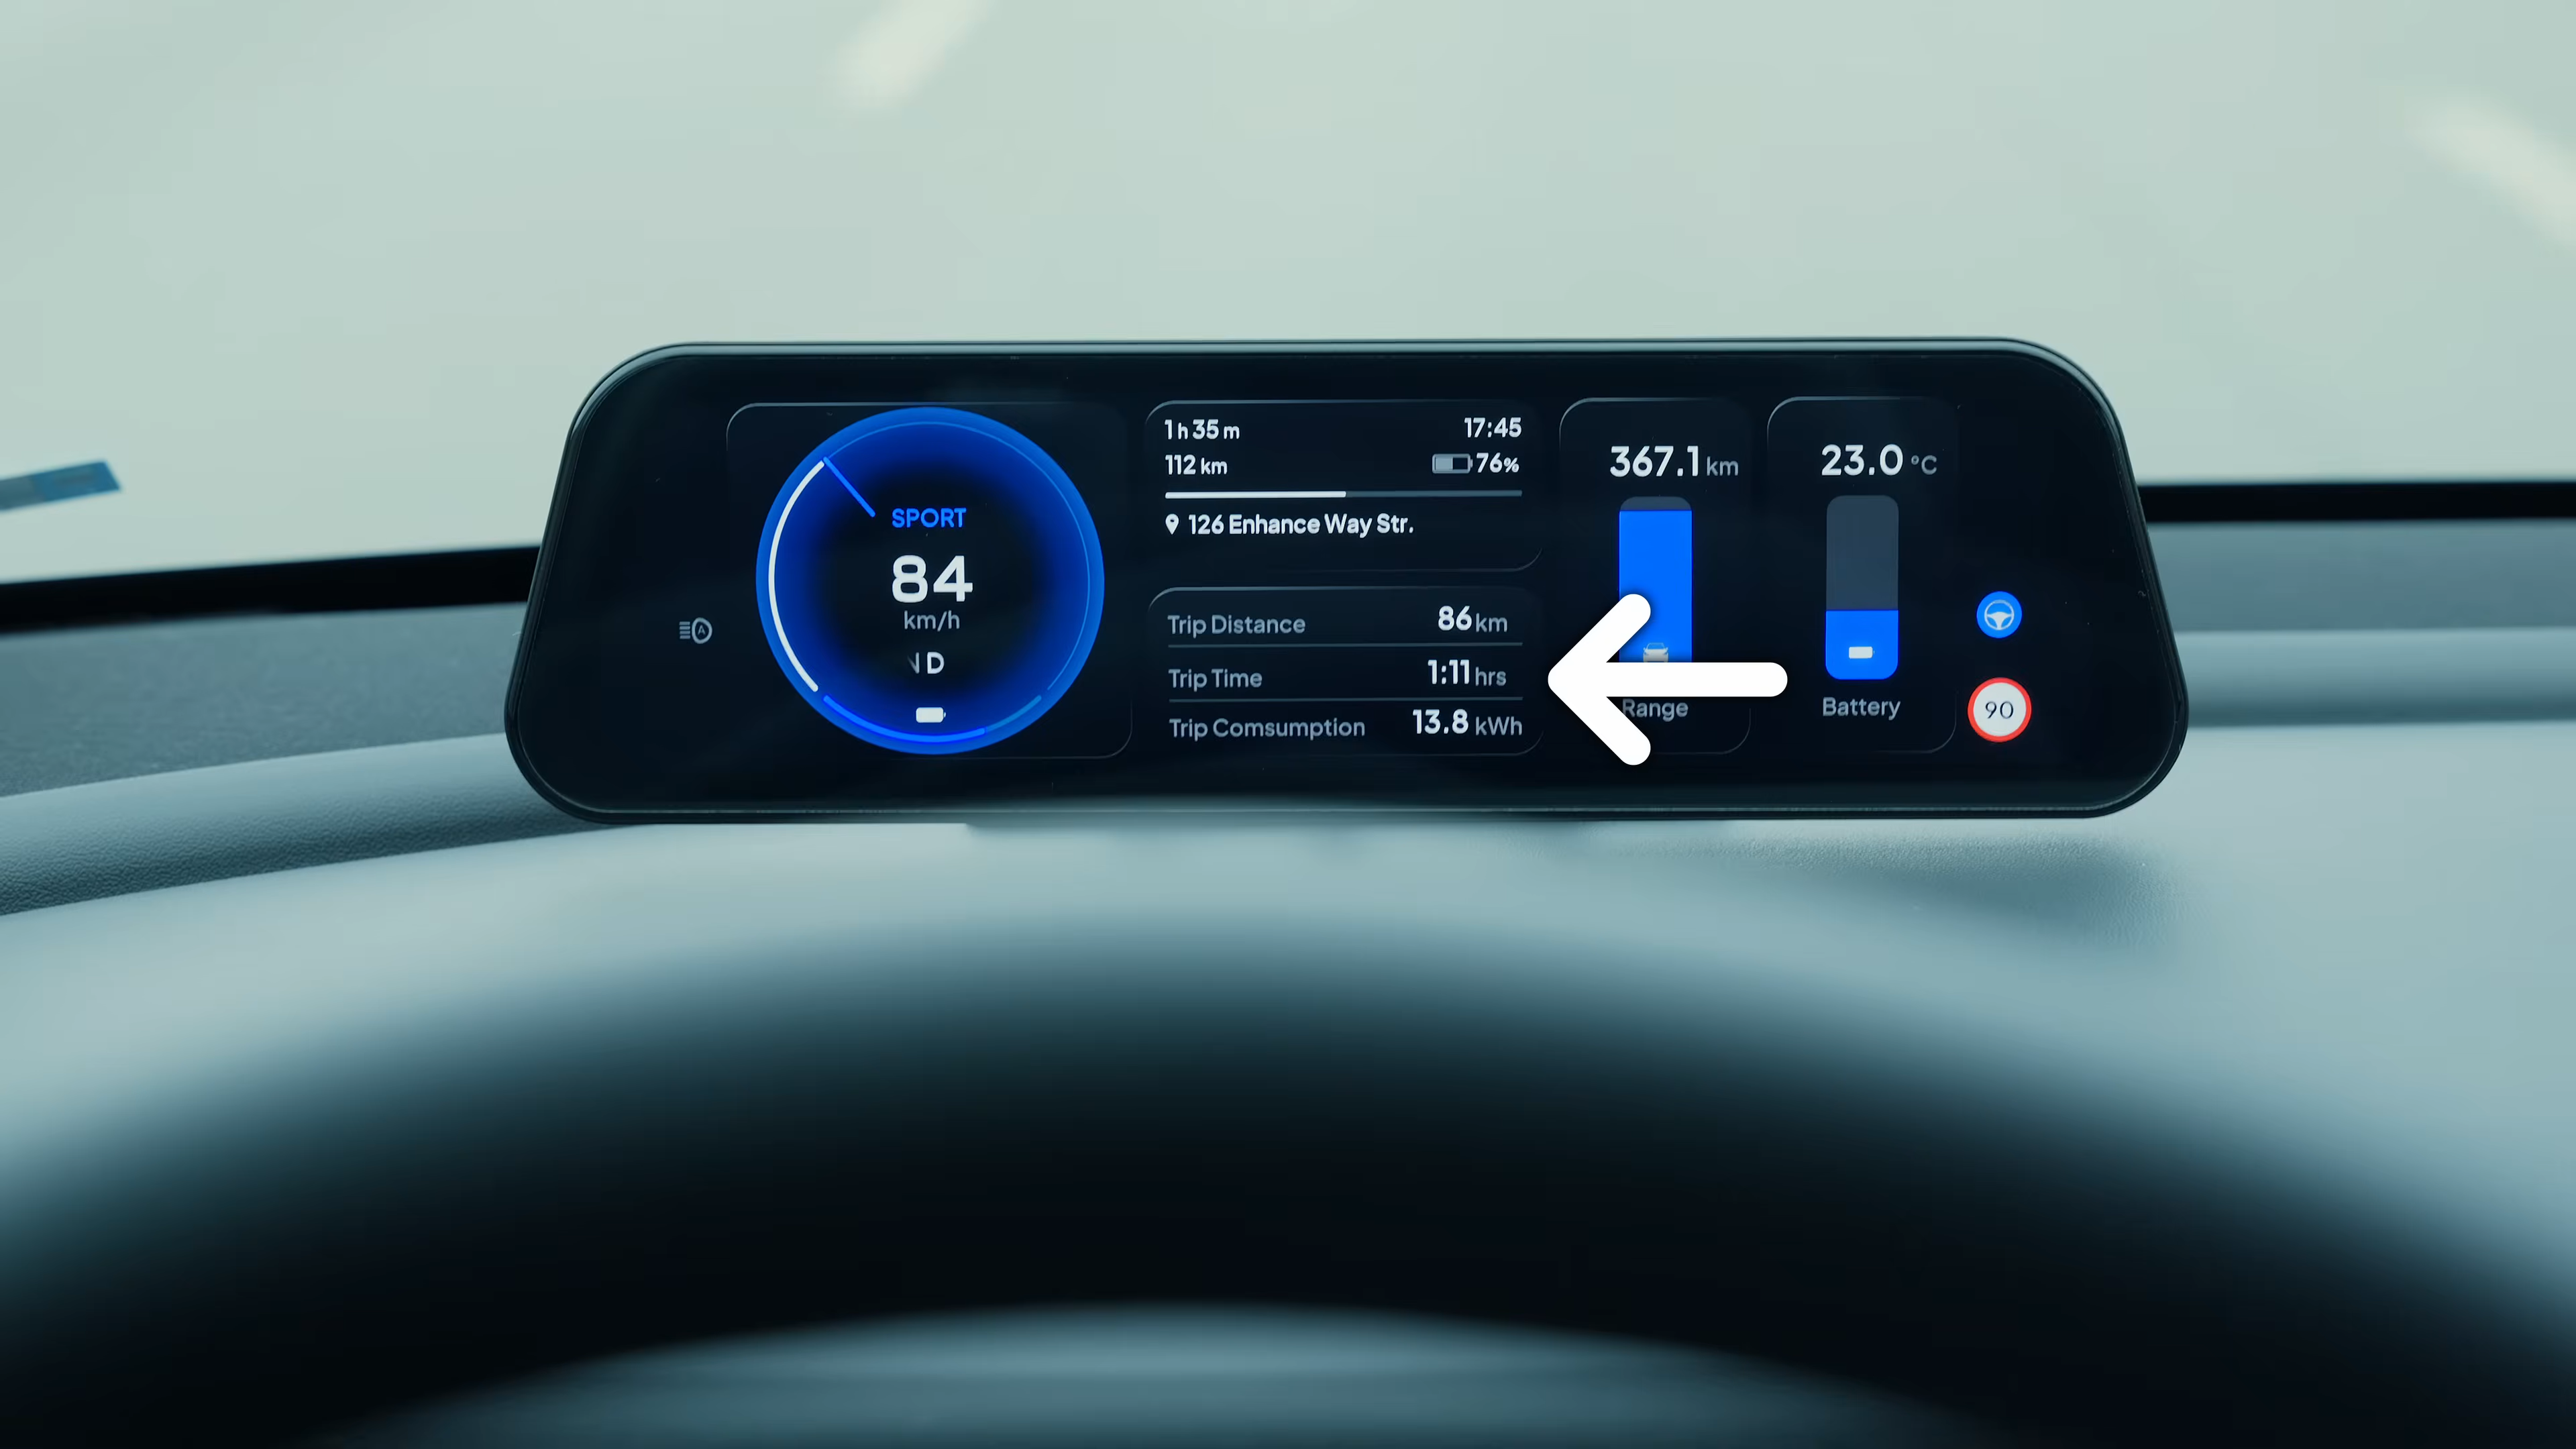 SPORT
84
km/h
D
1 h 35 m 17:45
112 km 76%
126 Enhance Way Str.
Trip Distance 86 km
Trip Time 1:11 hrs
Trip Comsumption 13.8 kWh
367.1 km
Range
23.0 °C
Battery
90
A